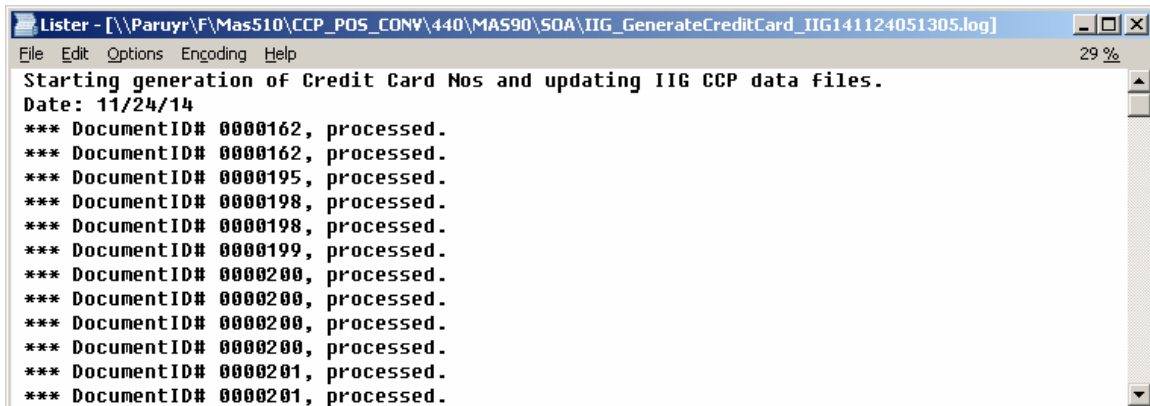 Lister - [\\Paruyr\F\Mas510\CCP_POS_CONV\440\MAS90\SOA\IIG_GenerateCreditCard_IIG141124051305.log]
File Edit Options Encoding Help 29 %
Starting generation of Credit Card Nos and updating IIG CCP data files.
Date: 11/24/14
*** DocumentID# 0000162, processed.
*** DocumentID# 0000162, processed.
*** DocumentID# 0000195, processed.
*** DocumentID# 0000198, processed.
*** DocumentID# 0000198, processed.
*** DocumentID# 0000199, processed.
*** DocumentID# 0000200, processed.
*** DocumentID# 0000200, processed.
*** DocumentID# 0000200, processed.
*** DocumentID# 0000200, processed.
*** DocumentID# 0000201, processed.
*** DocumentID# 0000201, processed.